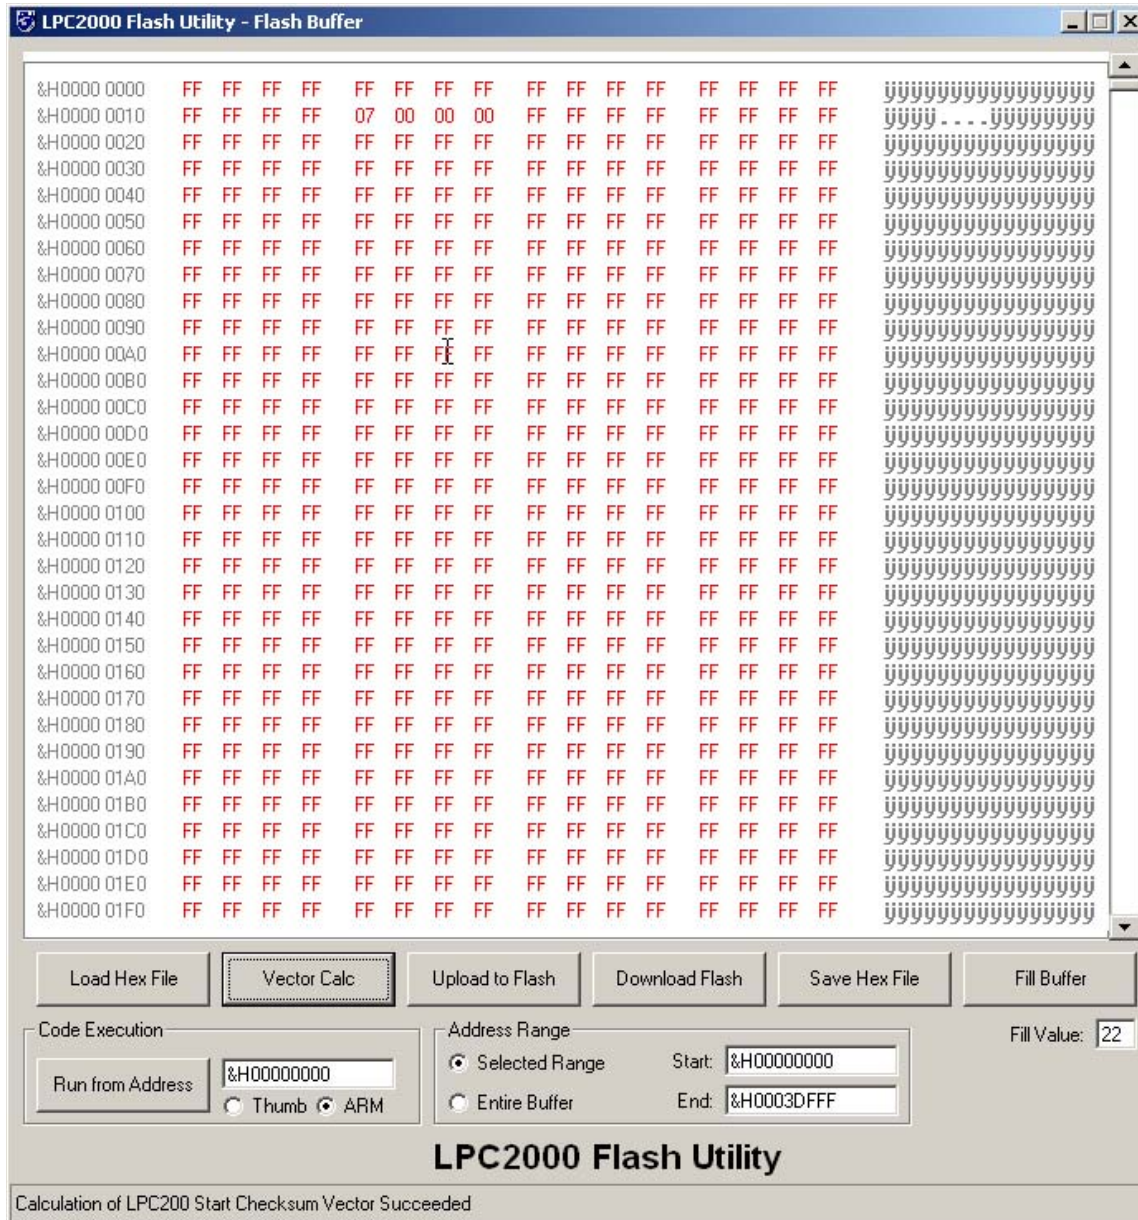 LPC2000 Flash Utility - Flash Buffer
&H0000 0000 FF FF FF FF FF FF FF FF FF FF FF FF FF FF FF FF ÿÿÿÿÿÿÿÿÿÿÿÿÿÿÿÿ
&H0000 0010 FF FF FF FF 07 00 00 00 FF FF FF FF FF FF FF FF ÿÿÿÿ....ÿÿÿÿÿÿÿÿ
&H0000 0020 FF FF FF FF FF FF FF FF FF FF FF FF FF FF FF FF ÿÿÿÿÿÿÿÿÿÿÿÿÿÿÿÿ
&H0000 0030 FF FF FF FF FF FF FF FF FF FF FF FF FF FF FF FF ÿÿÿÿÿÿÿÿÿÿÿÿÿÿÿÿ
&H0000 0040 FF FF FF FF FF FF FF FF FF FF FF FF FF FF FF FF ÿÿÿÿÿÿÿÿÿÿÿÿÿÿÿÿ
&H0000 0050 FF FF FF FF FF FF FF FF FF FF FF FF FF FF FF FF ÿÿÿÿÿÿÿÿÿÿÿÿÿÿÿÿ
&H0000 0060 FF FF FF FF FF FF FF FF FF FF FF FF FF FF FF FF ÿÿÿÿÿÿÿÿÿÿÿÿÿÿÿÿ
&H0000 0070 FF FF FF FF FF FF FF FF FF FF FF FF FF FF FF FF ÿÿÿÿÿÿÿÿÿÿÿÿÿÿÿÿ
&H0000 0080 FF FF FF FF FF FF FF FF FF FF FF FF FF FF FF FF ÿÿÿÿÿÿÿÿÿÿÿÿÿÿÿÿ
&H0000 0090 FF FF FF FF FF FF FF FF FF FF FF FF FF FF FF FF ÿÿÿÿÿÿÿÿÿÿÿÿÿÿÿÿ
&H0000 00A0 FF FF FF FF FF FF FF FF FF FF FF FF FF FF FF FF ÿÿÿÿÿÿÿÿÿÿÿÿÿÿÿÿ
&H0000 00B0 FF FF FF FF FF FF FF FF FF FF FF FF FF FF FF FF ÿÿÿÿÿÿÿÿÿÿÿÿÿÿÿÿ
&H0000 00C0 FF FF FF FF FF FF FF FF FF FF FF FF FF FF FF FF ÿÿÿÿÿÿÿÿÿÿÿÿÿÿÿÿ
&H0000 00D0 FF FF FF FF FF FF FF FF FF FF FF FF FF FF FF FF ÿÿÿÿÿÿÿÿÿÿÿÿÿÿÿÿ
&H0000 00E0 FF FF FF FF FF FF FF FF FF FF FF FF FF FF FF FF ÿÿÿÿÿÿÿÿÿÿÿÿÿÿÿÿ
&H0000 00F0 FF FF FF FF FF FF FF FF FF FF FF FF FF FF FF FF ÿÿÿÿÿÿÿÿÿÿÿÿÿÿÿÿ
&H0000 0100 FF FF FF FF FF FF FF FF FF FF FF FF FF FF FF FF ÿÿÿÿÿÿÿÿÿÿÿÿÿÿÿÿ
&H0000 0110 FF FF FF FF FF FF FF FF FF FF FF FF FF FF FF FF ÿÿÿÿÿÿÿÿÿÿÿÿÿÿÿÿ
&H0000 0120 FF FF FF FF FF FF FF FF FF FF FF FF FF FF FF FF ÿÿÿÿÿÿÿÿÿÿÿÿÿÿÿÿ
&H0000 0130 FF FF FF FF FF FF FF FF FF FF FF FF FF FF FF FF ÿÿÿÿÿÿÿÿÿÿÿÿÿÿÿÿ
&H0000 0140 FF FF FF FF FF FF FF FF FF FF FF FF FF FF FF FF ÿÿÿÿÿÿÿÿÿÿÿÿÿÿÿÿ
&H0000 0150 FF FF FF FF FF FF FF FF FF FF FF FF FF FF FF FF ÿÿÿÿÿÿÿÿÿÿÿÿÿÿÿÿ
&H0000 0160 FF FF FF FF FF FF FF FF FF FF FF FF FF FF FF FF ÿÿÿÿÿÿÿÿÿÿÿÿÿÿÿÿ
&H0000 0170 FF FF FF FF FF FF FF FF FF FF FF FF FF FF FF FF ÿÿÿÿÿÿÿÿÿÿÿÿÿÿÿÿ
&H0000 0180 FF FF FF FF FF FF FF FF FF FF FF FF FF FF FF FF ÿÿÿÿÿÿÿÿÿÿÿÿÿÿÿÿ
&H0000 0190 FF FF FF FF FF FF FF FF FF FF FF FF FF FF FF FF ÿÿÿÿÿÿÿÿÿÿÿÿÿÿÿÿ
&H0000 01A0 FF FF FF FF FF FF FF FF FF FF FF FF FF FF FF FF ÿÿÿÿÿÿÿÿÿÿÿÿÿÿÿÿ
&H0000 01B0 FF FF FF FF FF FF FF FF FF FF FF FF FF FF FF FF ÿÿÿÿÿÿÿÿÿÿÿÿÿÿÿÿ
&H0000 01C0 FF FF FF FF FF FF FF FF FF FF FF FF FF FF FF FF ÿÿÿÿÿÿÿÿÿÿÿÿÿÿÿÿ
&H0000 01D0 FF FF FF FF FF FF FF FF FF FF FF FF FF FF FF FF ÿÿÿÿÿÿÿÿÿÿÿÿÿÿÿÿ
&H0000 01E0 FF FF FF FF FF FF FF FF FF FF FF FF FF FF FF FF ÿÿÿÿÿÿÿÿÿÿÿÿÿÿÿÿ
&H0000 01F0 FF FF FF FF FF FF FF FF FF FF FF FF FF FF FF FF ÿÿÿÿÿÿÿÿÿÿÿÿÿÿÿÿ
Load Hex File Vector Calc Upload to Flash Download Flash Save Hex File Fill Buffer
Code Execution
Run from Address
&H00000000
Thumb ARM
Address Range
Selected Range Start: &H00000000
Entire Buffer End: &H0003DFFF
Fill Value: 22
LPC2000 Flash Utility
Calculation of LPC200 Start Checksum Vector Succeeded